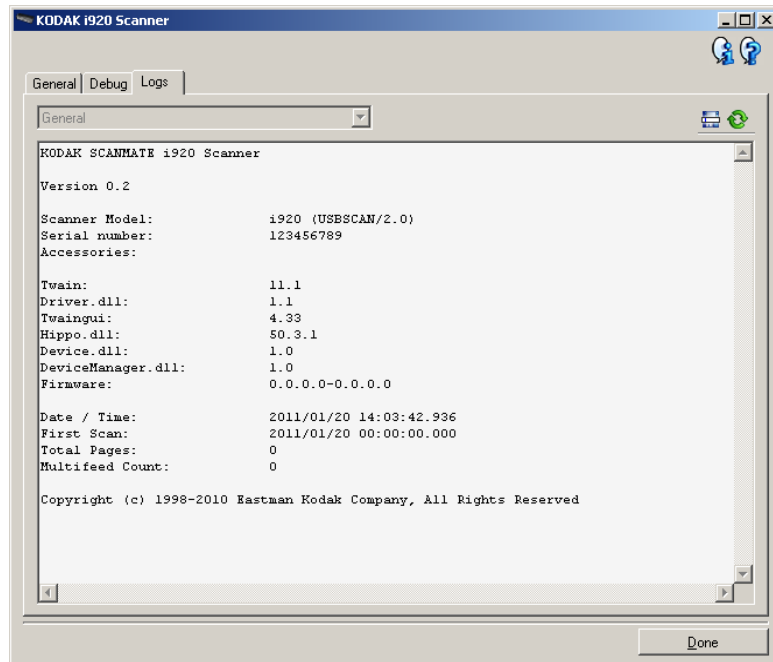 KODAK i920 Scanner
General Debug Logs
General
KODAK SCANMATE i920 Scanner
Version 0.2
Scanner Model: i920 (USBSCAN/2.0)
Serial number: 123456789
Accessories:
Twain: 11.1
Driver.dll: 1.1
Twaingui: 4.33
Hippo.dll: 50.3.1
Device.dll: 1.0
DeviceManager.dll: 1.0
Firmware: 0.0.0.0-0.0.0.0
Date / Time: 2011/01/20 14:03:42.936
First Scan: 2011/01/20 00:00:00.000
Total Pages: 0
Multifeed Count: 0
Copyright (c) 1998-2010 Eastman Kodak Company, All Rights Reserved
Done